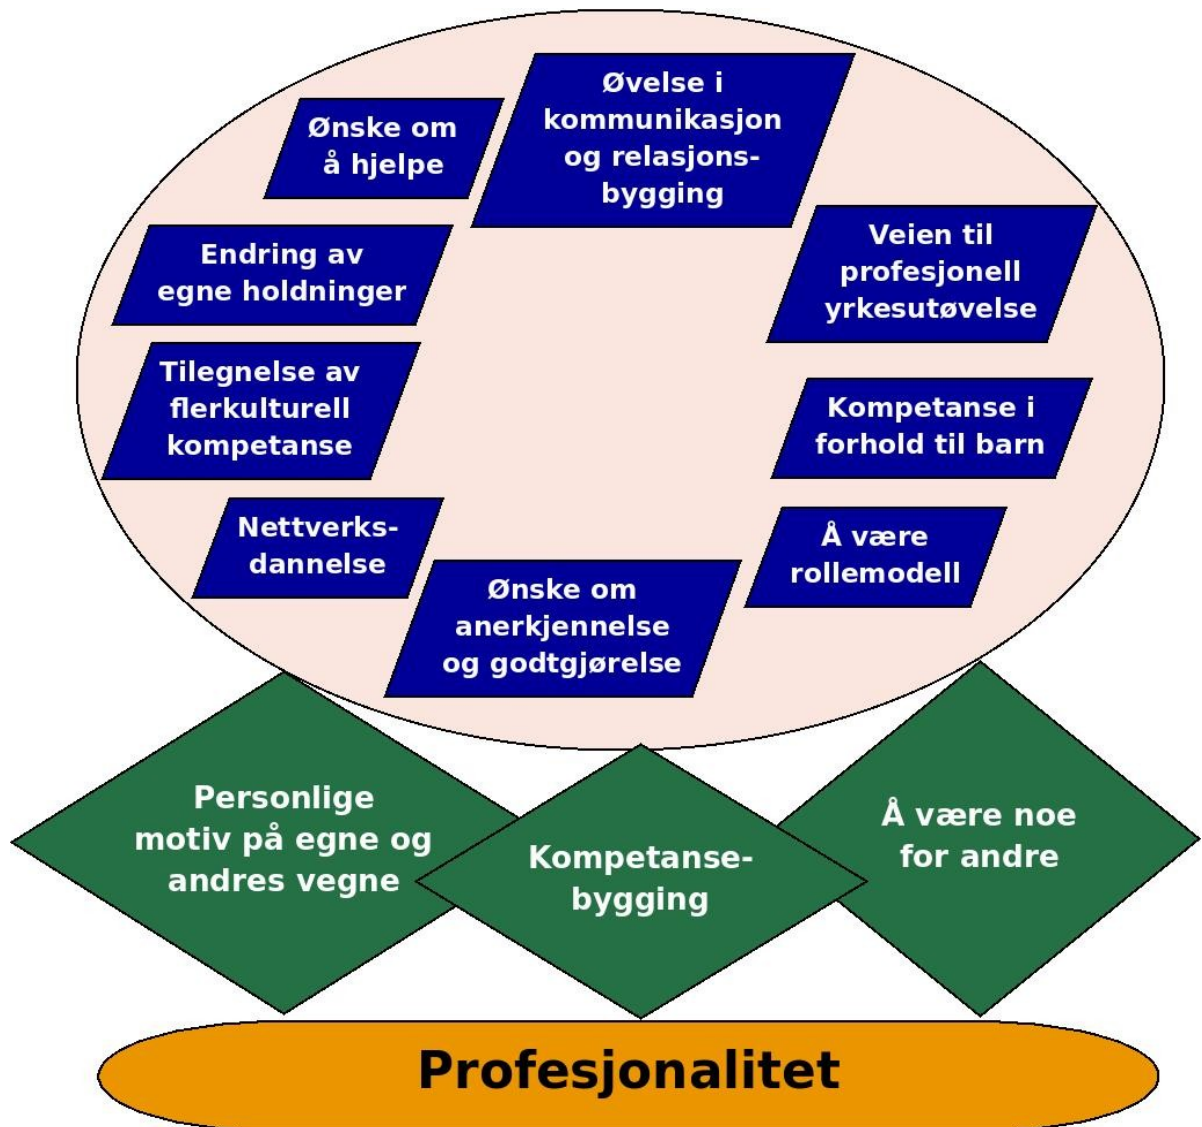 Øvelse i
kommunikasjon
og relasjons-
bygging
Ønske om
å hjelpe
Veien til
profesjonell
yrkesutøvelse
Endring av
egne holdninger
Tilegnelse av
flerkulturell
kompetanse
Kompetanse i
forhold til barn
Nettverks-
dannelse
Å være
rollemodell
Ønske om
anerkjennelse
og godtgjørelse
Personlige
motiv på egne og
andres vegne
Kompetanse-
bygging
Å være noe
for andre
Profesjonalitet